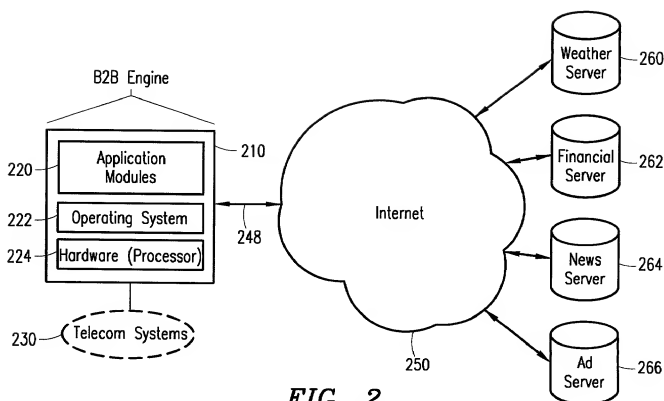 B2B Engine
210
220
Application
Modules
222
Operating System
224
Hardware (Processor)
248
230
Telecom Systems
Internet
250
Weather
Server
260
Financial
Server
262
News
Server
264
Ad
Server
266
FIG. 2